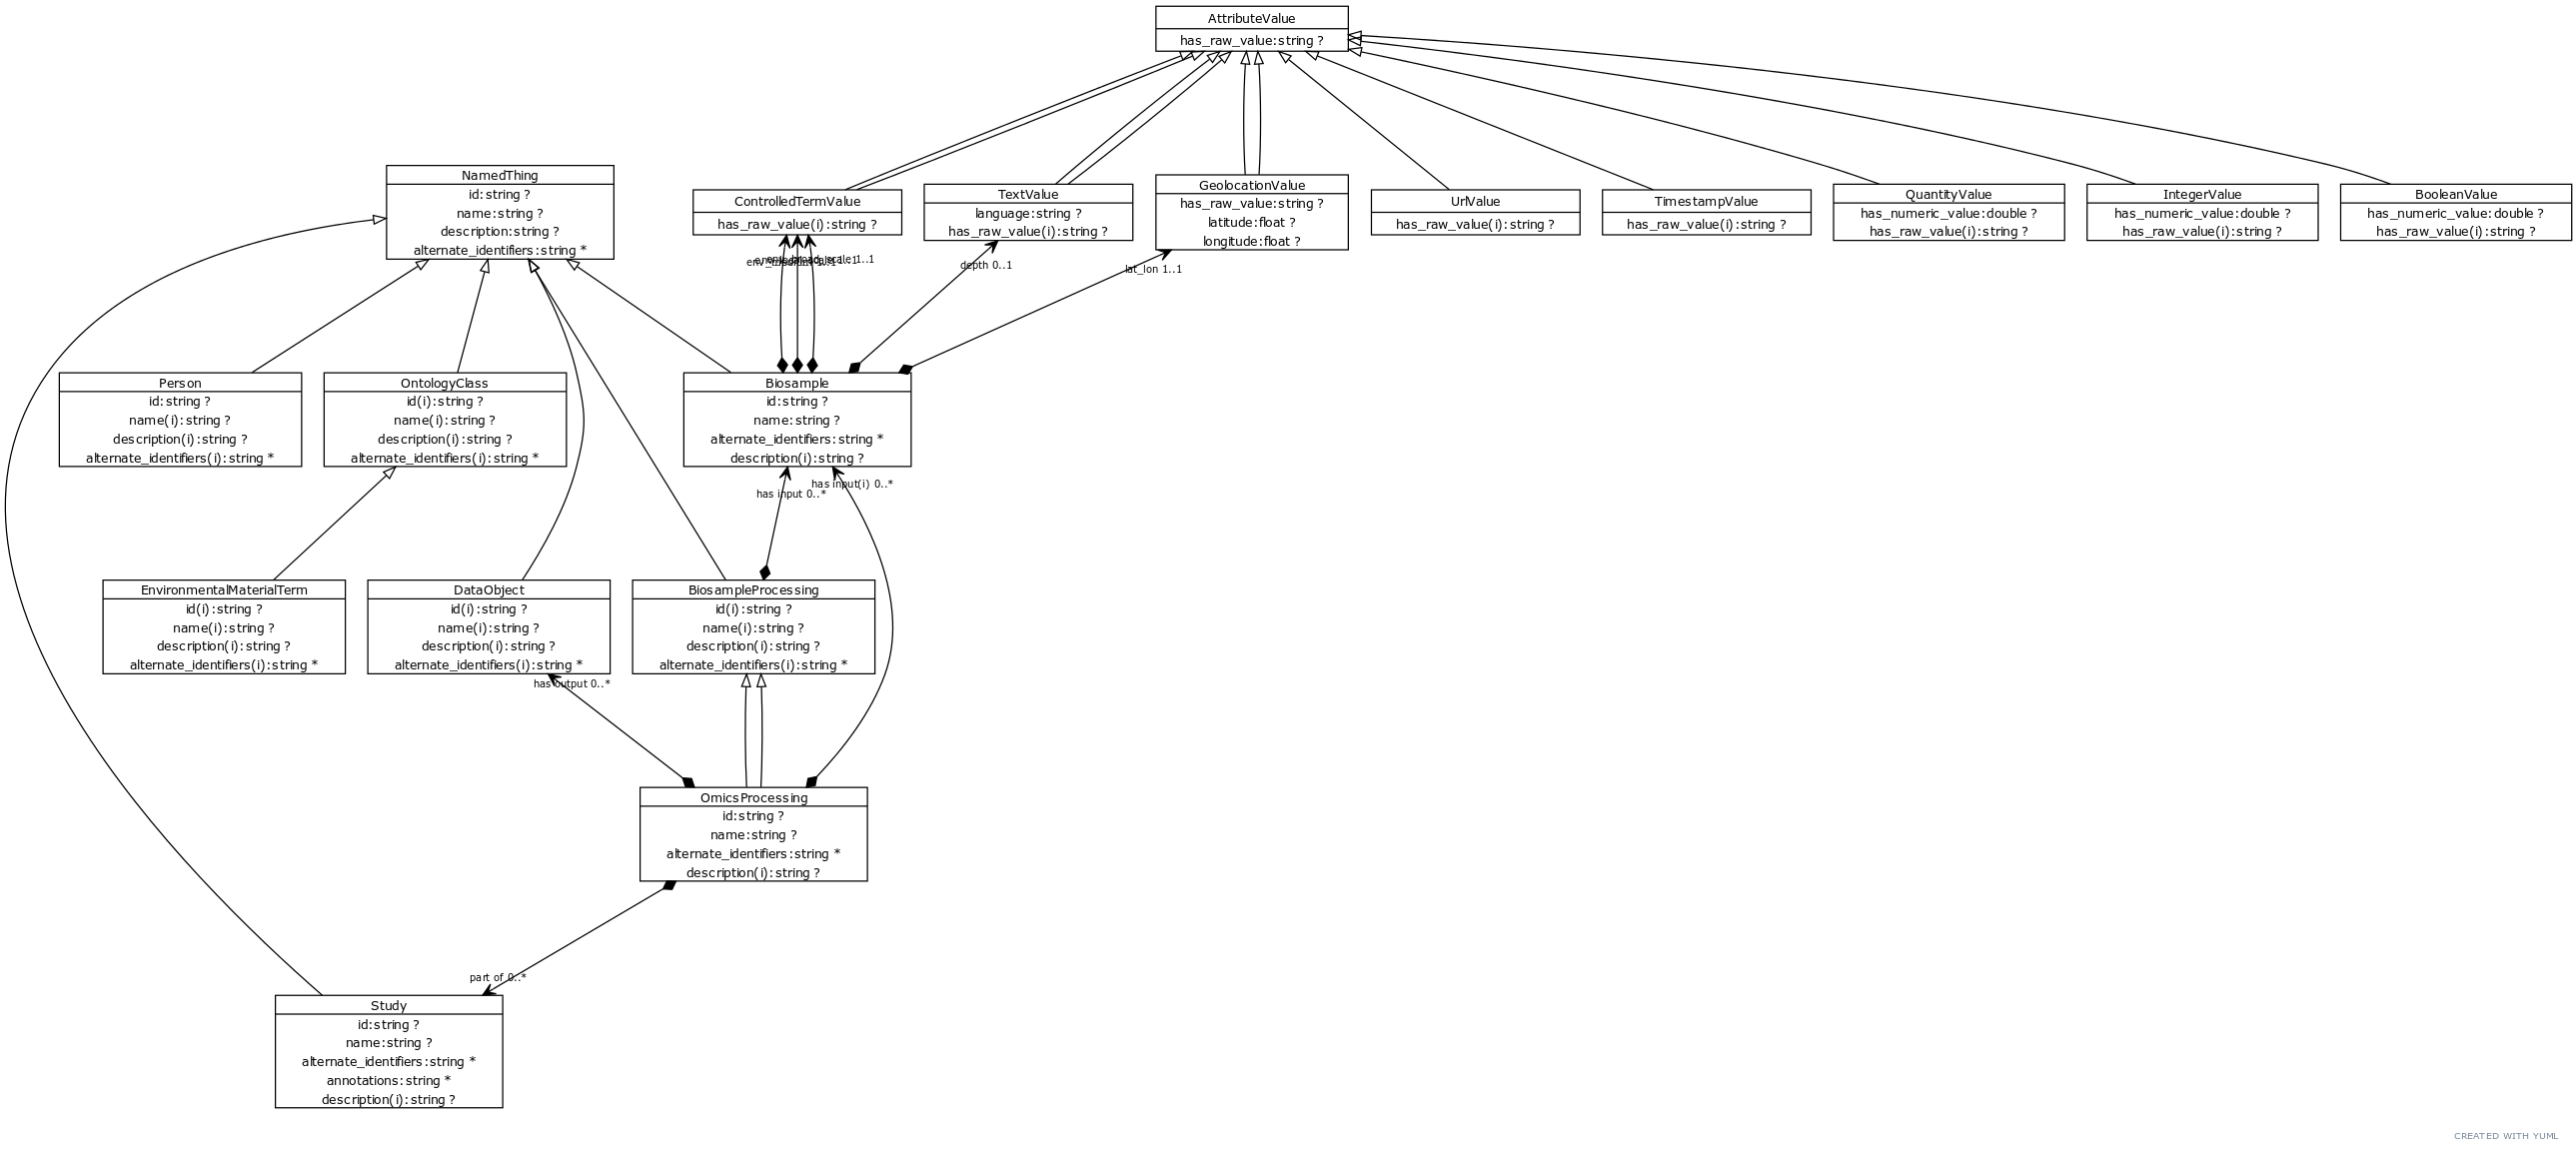 AttributeValue
has_raw_value:string ?
NamedThing
id:string ?
name:string ?
description:string ?
alternate_identifiers:string *
ControlledTermValue
has_raw_value(i):string ?
TextValue
language:string ?
has_raw_value(i):string ?
GeolocationValue
has_raw_value:string ?
latitude:float ?
longitude:float ?
UrlValue
has_raw_value(i):string ?
TimestampValue
has_raw_value(i):string ?
QuantityValue
has_numeric_value:double ?
has_raw_value(i):string ?
IntegerValue
has_numeric_value:double ?
has_raw_value(i):string ?
BooleanValue
has_numeric_value:double ?
has_raw_value(i):string ?
depth 0..1
lat_lon 1..1
Person
id:string ?
name(i):string ?
description(i):string ?
alternate_identifiers(i):string *
OntologyClass
id(i):string ?
name(i):string ?
description(i):string ?
alternate_identifiers(i):string *
Biosample
id:string ?
name:string ?
alternate_identifiers:string *
description(i):string ?
has input 0..*
has input(i) 0..*
EnvironmentalMaterialTerm
id(i):string ?
name(i):string ?
description(i):string ?
alternate_identifiers(i):string *
DataObject
id(i):string ?
name(i):string ?
description(i):string ?
alternate_identifiers(i):string *
BiosampleProcessing
id(i):string ?
name(i):string ?
description(i):string ?
alternate_identifiers(i):string *
has output 0..*
OmicsProcessing
id:string ?
name:string ?
alternate_identifiers:string *
description(i):string ?
part of 0..*
Study
id:string ?
name:string ?
alternate_identifiers:string *
annotations:string *
description(i):string ?
CREATED WITH YUML